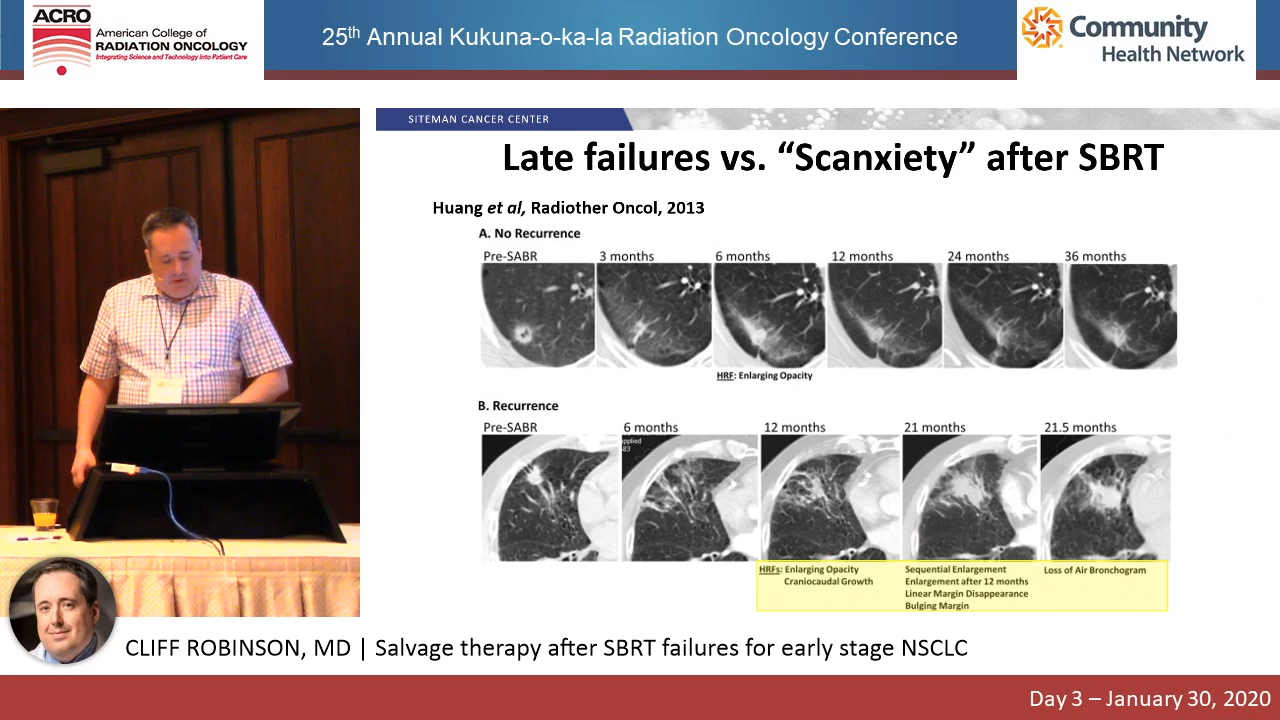 ACRO
American College of
RADIATION ONCOLOGY
Integrating Science and Technology Into Patient Care
25th Annual Kukuna-o-ka-la Radiation Oncology Conference
Community
Health Network
SITEMAN CANCER CENTER
Late failures vs. “Scanxiety” after SBRT
Huang et al, Radiother Oncol, 2013
A. No Recurrence
Pre-SABR 3 months 6 months 12 months 24 months 36 months
HRF: Enlarging Opacity
B. Recurrence
Pre-SABR 6 months 12 months 21 months 21.5 months
applied
HRFs: Enlarging Opacity
Craniocaudal Growth
Sequential Enlargement
Enlargement after 12 months
Linear Margin Disappearance
Bulging Margin
Loss of Air Bronchogram
CLIFF ROBINSON, MD | Salvage therapy after SBRT failures for early stage NSCLC
Day 3 – January 30, 2020